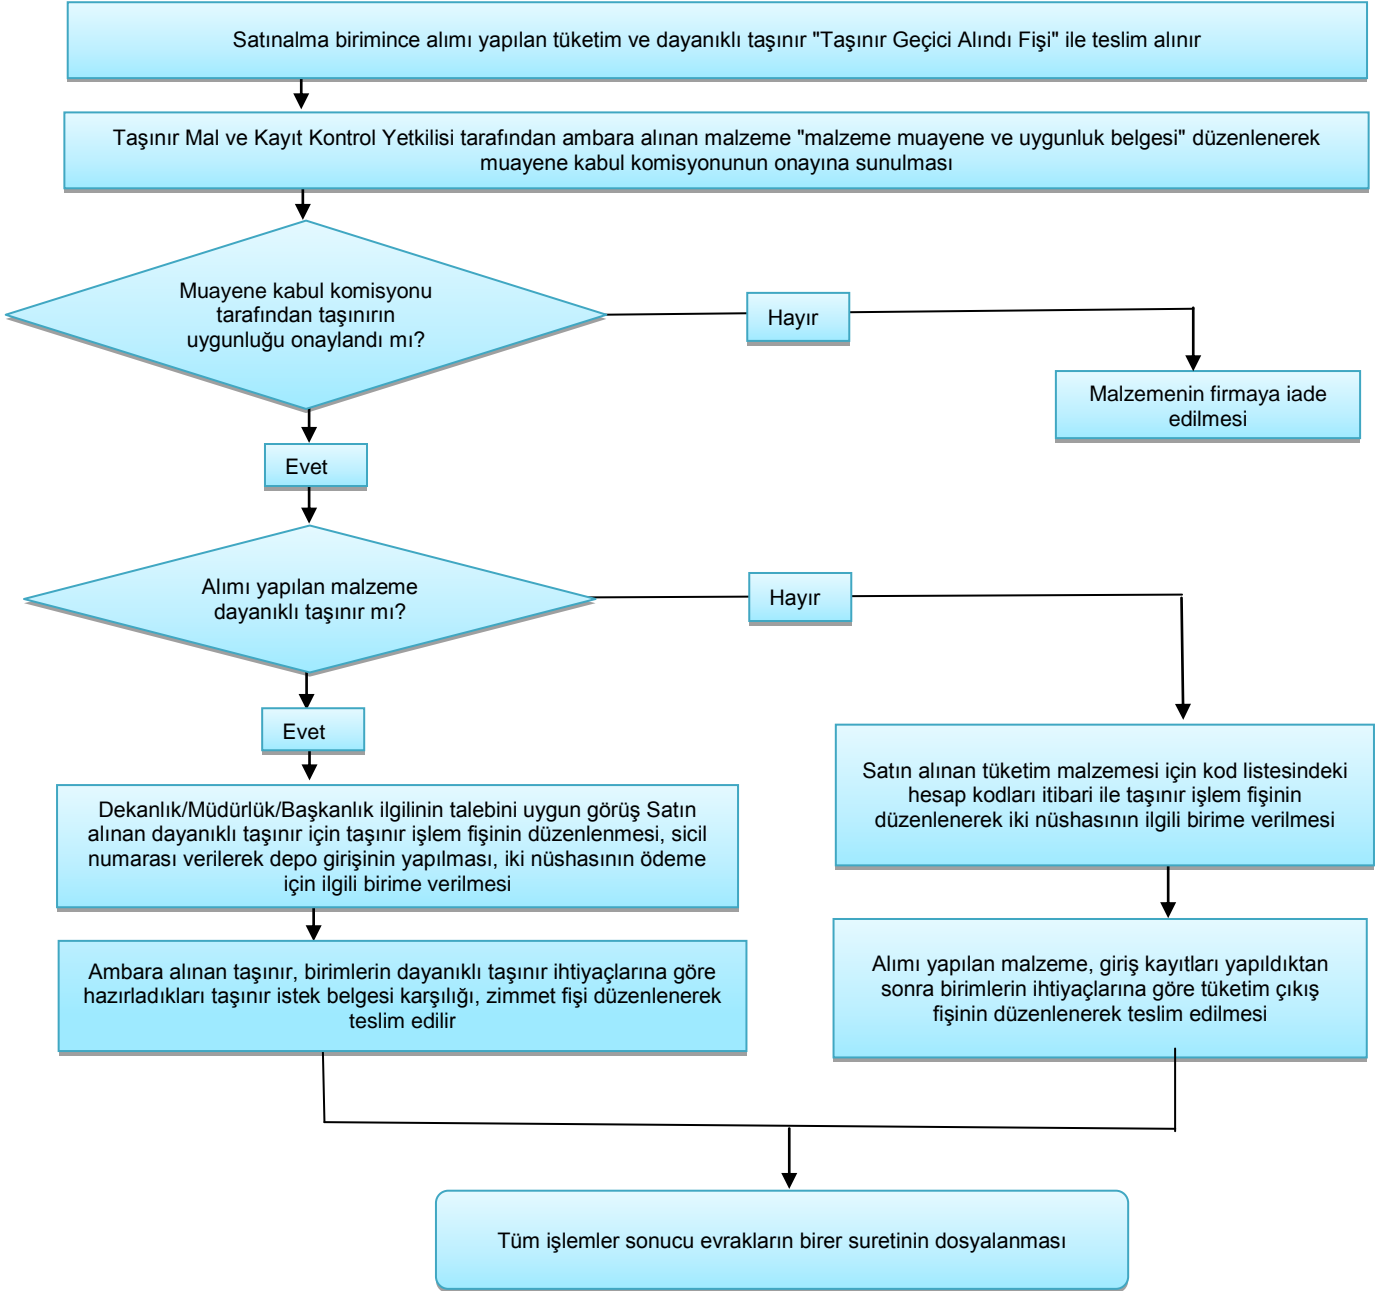 Satınalma birimince alımı yapılan tüketim ve dayanıklı taşınır "Taşınır Geçici Alındı Fişi" ile teslim alınır
Taşınır Mal ve Kayıt Kontrol Yetkilisi tarafından ambara alınan malzeme "malzeme muayene ve uygunluk belgesi" düzenlenerek
muayene kabul komisyonunun onayına sunulması
Muayene kabul komisyonu
tarafından taşınırın
uygunluğu onaylandı mı?
Hayır
Malzemenin firmaya iade
edilmesi
Evet
Alımı yapılan malzeme
dayanıklı taşınır mı?
Hayır
Evet
Satın alınan tüketim malzemesi için kod listesindeki
hesap kodları itibari ile taşınır işlem fişinin
düzenlenerek iki nüshasının ilgili birime verilmesi
Dekanlık/Müdürlük/Başkanlık ilgilinin talebini uygun görüş Satın
alınan dayanıklı taşınır için taşınır işlem fişinin düzenlenmesi, sicil
numarası verilerek depo girişinin yapılması, iki nüshasının ödeme
için ilgili birime verilmesi
Ambara alınan taşınır, birimlerin dayanıklı taşınır ihtiyaçlarına göre
hazırladıkları taşınır istek belgesi karşılığı, zimmet fişi düzenlenerek
teslim edilir
Alımı yapılan malzeme, giriş kayıtları yapıldıktan
sonra birimlerin ihtiyaçlarına göre tüketim çıkış
fişinin düzenlenerek teslim edilmesi
Tüm işlemler sonucu evrakların birer suretinin dosyalanması